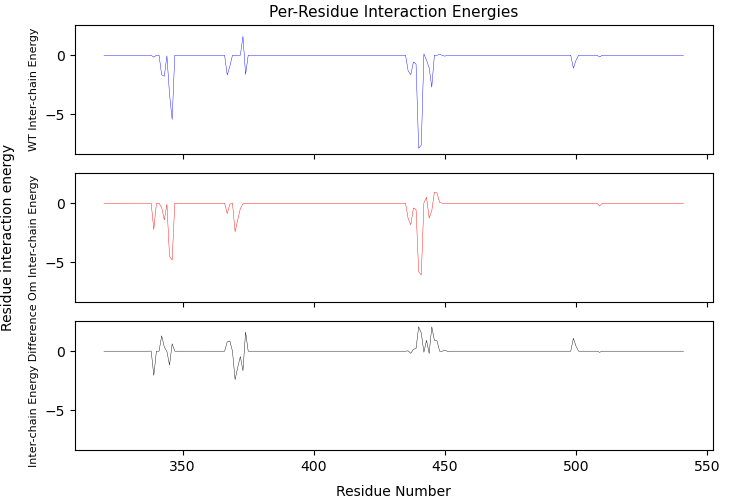 Per-Residue Interaction Energies
Residue interaction energy
WT Inter-chain Energy
0
−5
Om Inter-chain Energy
0
−5
Inter-chain Energy Difference
0
−5
350
400
450
500
550
Residue Number